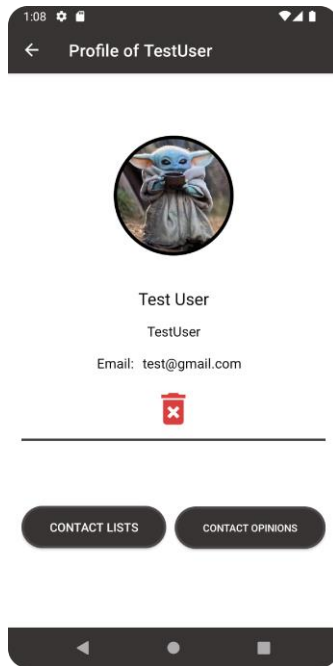 1:08
Profile of TestUser
Test User
TestUser
Email: test@gmail.com
CONTACT LISTS
CONTACT OPINIONS